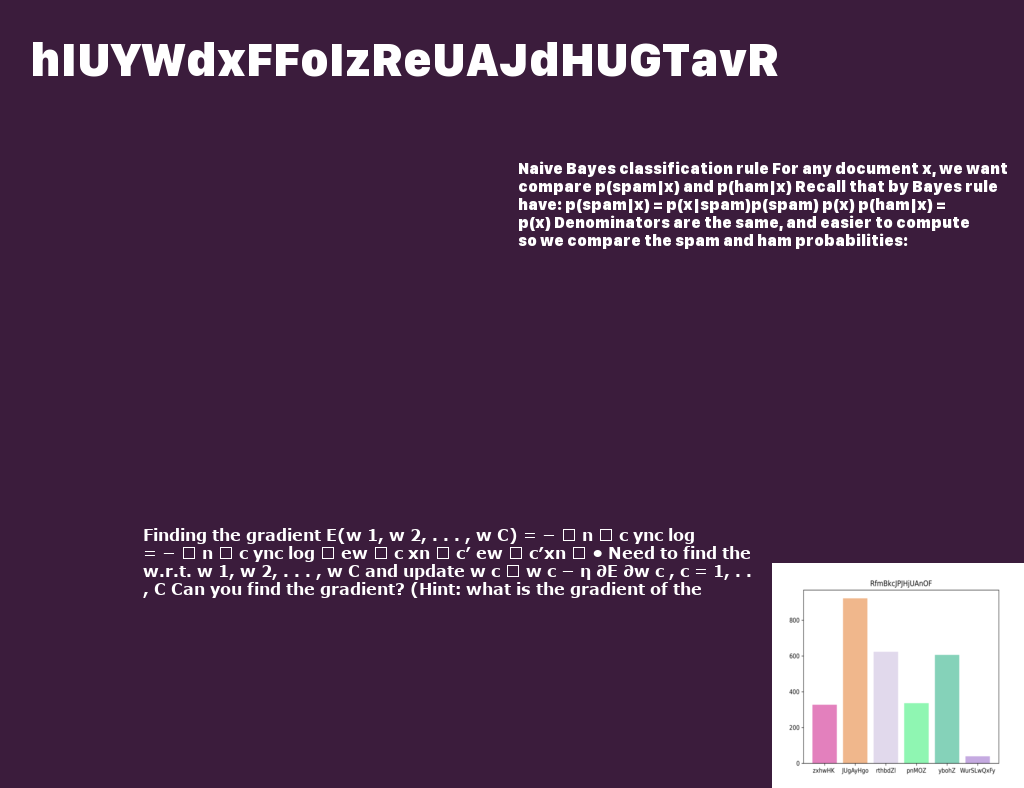 hIUYWdxFFoIzReUAJdHUGTavR
Naive Bayes classification rule For any document x, we want
compare p(spam|x) and p(ham|x) Recall that by Bayes rule
have: p(spam|x) = p(x|spam)p(spam) p(x) p(ham|x) =
p(x) Denominators are the same, and easier to compute
so we compare the spam and ham probabilities:
Finding the gradient E(w 1, w 2, . . . , w C) = − □ n □ c ync log
= − □ n □ c ync log □ ew □ c xn □ c′ ew □ c′xn □ • Need to find the
w.r.t. w 1, w 2, . . . , w C and update w c □ w c − η ∂E ∂w c , c = 1, . .
, C Can you find the gradient? (Hint: what is the gradient of the
RfmBkcJPJHjUAnOF
800
600
400
200
0
zxhwHK JUgAyHgo rthbdZl pnMOZ ybohZ WurSLwQxFy